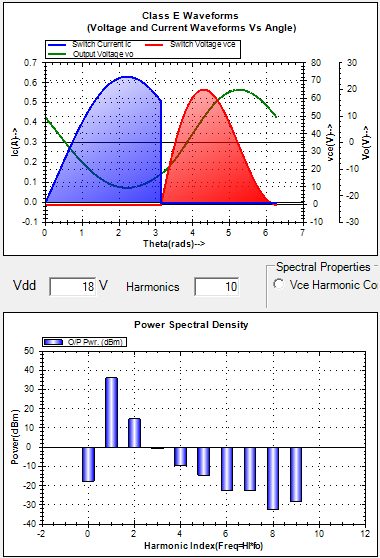 Class E Waveforms
(Voltage and Current Waveforms Vs Angle)
Switch Current ic Switch Voltage vce
Output Voltage vo
0.7 80 30
0.6 70 20
0.5 60 10
0.4 50 0
0.3 40 -10
0.2 30 -20
0.1 20 -30
0.0 10
-0.1 0
-10
Ic(A)-->
vce(V)-->
Vo(v)-->
0 1 2 3 4 5 6 7
Theta(rads)-->
Vdd 18 V Harmonics 10
Spectral Properties
Vce Harmonic Co
Power Spectral Density
O/P Pwr. (dBm)
50
40
30
20
10
0
-10
-20
-30
-40
Power(dBm)
-2 0 2 4 6 8 10 12
Harmonic Index(Freq=HI*fo)